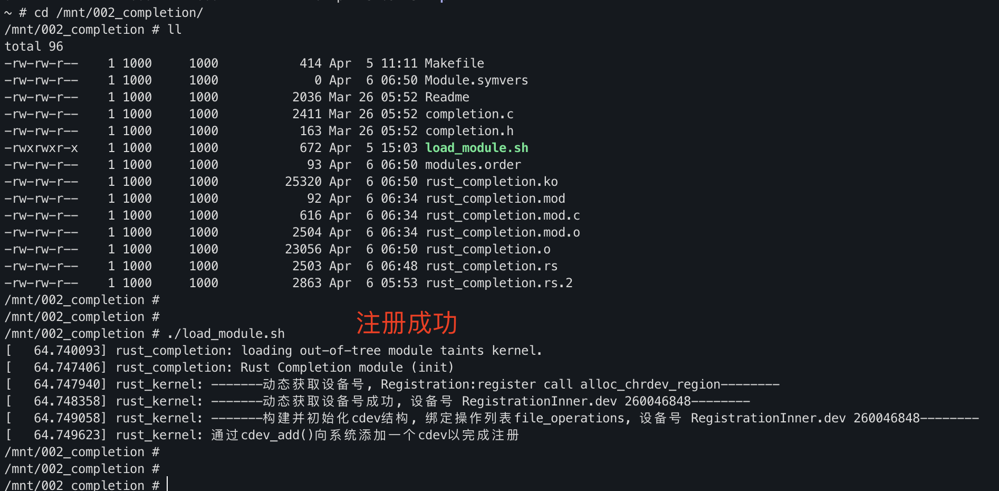 ~ # cd /mnt/002_completion/
/mnt/002_completion # ll
total 96
-rw-rw-r--    1 1000     1000           414 Apr  5 11:11 Makefile
-rw-rw-r--    1 1000     1000             0 Apr  6 06:50 Module.symvers
-rw-rw-r--    1 1000     1000          2036 Mar 26 05:52 Readme
-rw-rw-r--    1 1000     1000          2411 Mar 26 05:52 completion.c
-rw-rw-r--    1 1000     1000           163 Mar 26 05:52 completion.h
-rwxrwxr-x    1 1000     1000           672 Apr  5 15:03 load_module.sh
-rw-rw-r--    1 1000     1000            93 Apr  6 06:50 modules.order
-rw-rw-r--    1 1000     1000         25320 Apr  6 06:50 rust_completion.ko
-rw-rw-r--    1 1000     1000            92 Apr  6 06:34 rust_completion.mod
-rw-rw-r--    1 1000     1000           616 Apr  6 06:34 rust_completion.mod.c
-rw-rw-r--    1 1000     1000          2504 Apr  6 06:34 rust_completion.mod.o
-rw-rw-r--    1 1000     1000         23056 Apr  6 06:50 rust_completion.o
-rw-rw-r--    1 1000     1000          2503 Apr  6 06:48 rust_completion.rs
-rw-rw-r--    1 1000     1000          2863 Apr  6 05:53 rust_completion.rs.2
/mnt/002_completion #
/mnt/002_completion #
注册成功
/mnt/002_completion # ./load_module.sh
[   64.740093] rust_completion: loading out-of-tree module taints kernel.
[   64.747406] rust_completion: Rust Completion module (init)
[   64.747940] rust_kernel: -------动态获取设备号, Registration:register call alloc_chrdev_region--------
[   64.748358] rust_kernel: -------动态获取设备号成功, 设备号 RegistrationInner.dev 260046848--------
[   64.749058] rust_kernel: -------构建并初始化cdev结构, 绑定操作列表file_operations, 设备号 RegistrationInner.dev 260046848--------
[   64.749623] rust_kernel: 通过cdev_add()向系统添加一个cdev以完成注册
/mnt/002_completion #
/mnt/002_completion #
/mnt/002_completion #